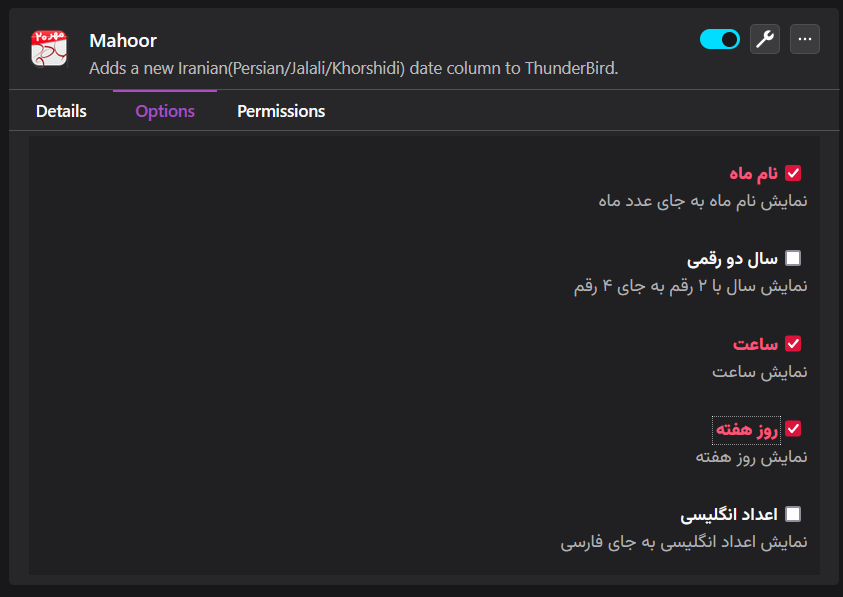 مهر ۲۰
Mahoor
Adds a new Iranian(Persian/Jalali/Khorshidi) date column to ThunderBird.
Details
Options
Permissions
نام ماه
نمایش نام ماه به جای عدد ماه
سال دو رقمی
نمایش سال با ۲ رقم به جای ۴ رقم
ساعت
نمایش ساعت
روز هفته
نمایش روز هفته
اعداد انگلیسی
نمایش اعداد انگلیسی به جای فارسی